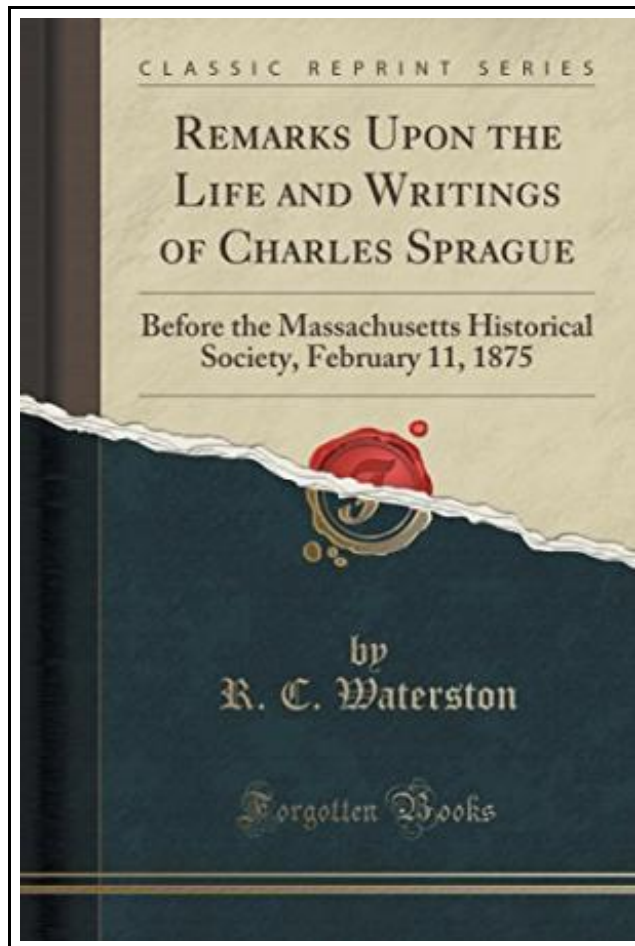 CLASSIC REPRINT SERIES
REMARKS UPON THE
LIFE AND WRITINGS
OF CHARLES SPRAGUE
Before the Massachusetts Historical
Society, February 11, 1875
by
R. C. Waterston
Forgotten Books